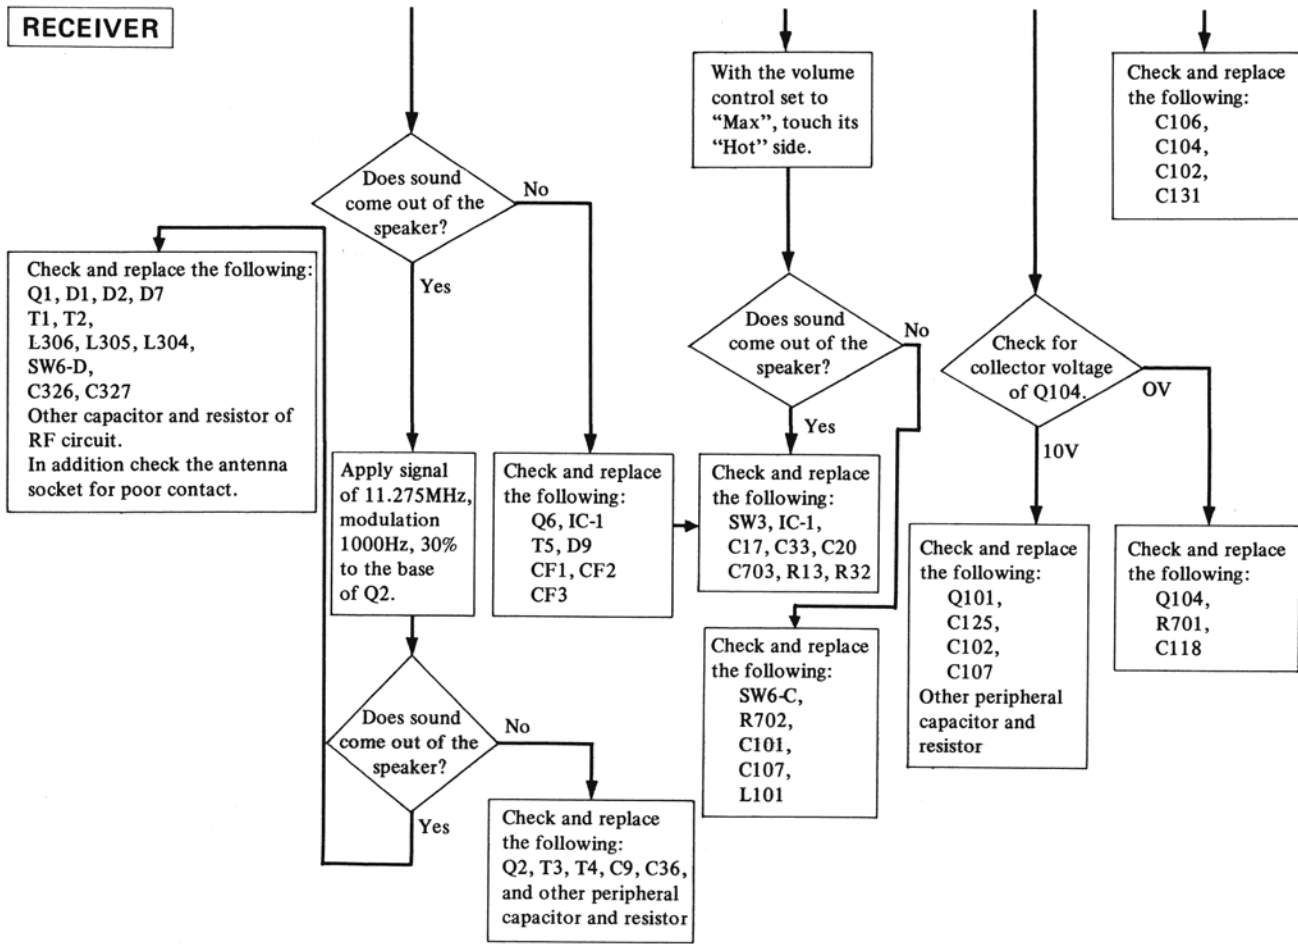 RECEIVER
Does sound
come out of the
speaker?
No
Yes
Check and replace the following:
Q1, D1, D2, D7
T1, T2,
L306, L305, L304,
SW6-D,
C326, C327
Other capacitor and resistor of
RF circuit.
In addition check the antenna
socket for poor contact.
Apply signal
of 11.275MHz,
modulation
1000Hz, 30%
to the base
of Q2.
Does sound
come out of the
speaker?
No
Yes
Check and replace
the following:
Q2, T3, T4, C9, C36,
and other peripheral
capacitor and resistor
Check and replace
the following:
Q6, IC-1
T5, D9
CF1, CF2
CF3
With the volume
control set to
“Max”, touch its
“Hot” side.
Does sound
come out of the
speaker?
No
Yes
Check and replace
the following:
SW3, IC-1,
C17, C33, C20
C703, R13, R32
Check and replace
the following:
SW6-C,
R702,
C101,
C107,
L101
Check for
collector voltage
of Q104.
OV
10V
Check and replace
the following:
Q101,
C125,
C102,
C107
Other peripheral
capacitor and
resistor
Check and replace
the following:
C106,
C104,
C102,
C131
Check and replace
the following:
Q104,
R701,
C118